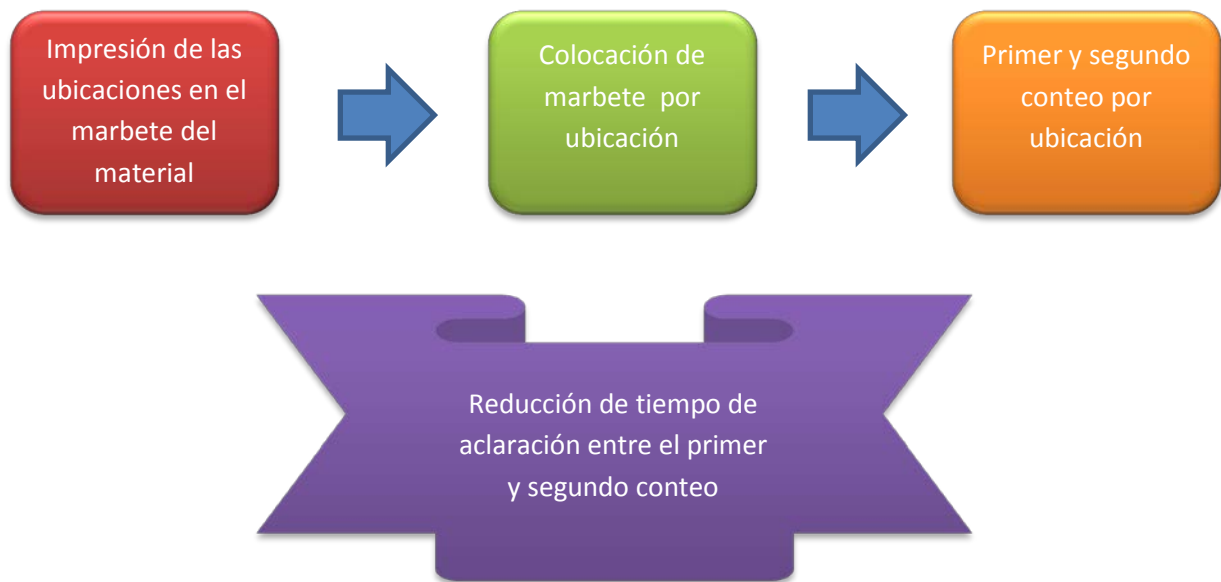 Impresión de las
ubicaciones en el
marbete del
material
Colocación de
marbete por
ubicación
Primer y segundo
conteo por
ubicación
Reducción de tiempo de
aclaración entre el primer
y segundo conteo